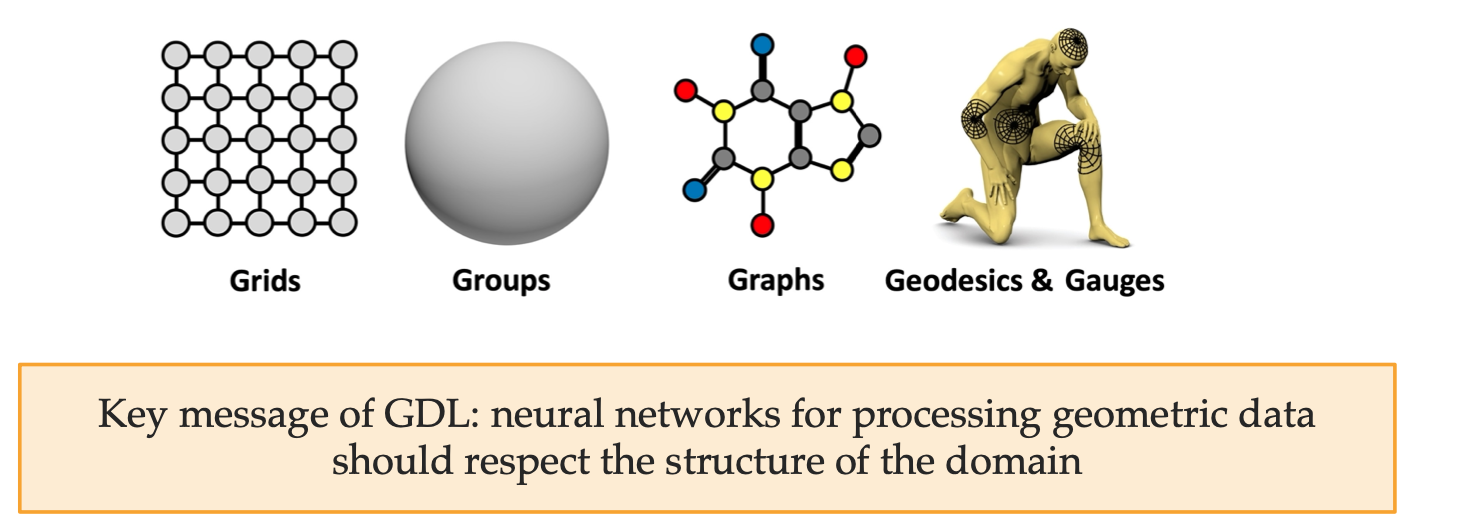 Grids
Groups
Graphs
Geodesics & Gauges
Key message of GDL: neural networks for processing geometric data
should respect the structure of the domain